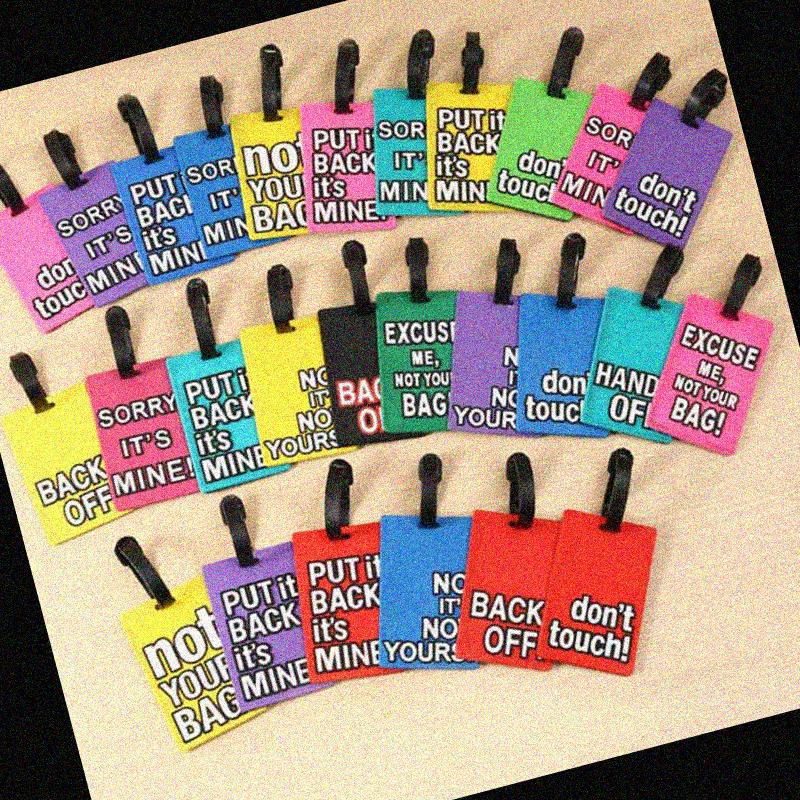 don
touc
SORRY
IT'S
MINE
PUT
BACK
it's
MINE
SOR
IT'
MIN
not
YOU
BAG
PUT it
BACK
it's
MINE
SOR
IT'
MIN
PUT it
BACK
it's
MIN
don'
touch
SOR
IT'
MIN
don't
touch!
BACK
OFF
SORRY
IT'S
MINE!
PUT it
BACK
it's
MINE
NO
IT'
NO
YOURS
BAC
OF
EXCUSE
ME,
NOT YOUR
BAG
N
IT
NO
YOUR
don'
touc
HAND
OF
EXCUSE
ME,
NOT YOUR
BAG!
not
YOUR
BAG
PUT it
BACK
it's
MINE
PUT it
BACK
it's
MINE
NO
IT'
NO
YOURS
BACK
OFF
don't
touch!